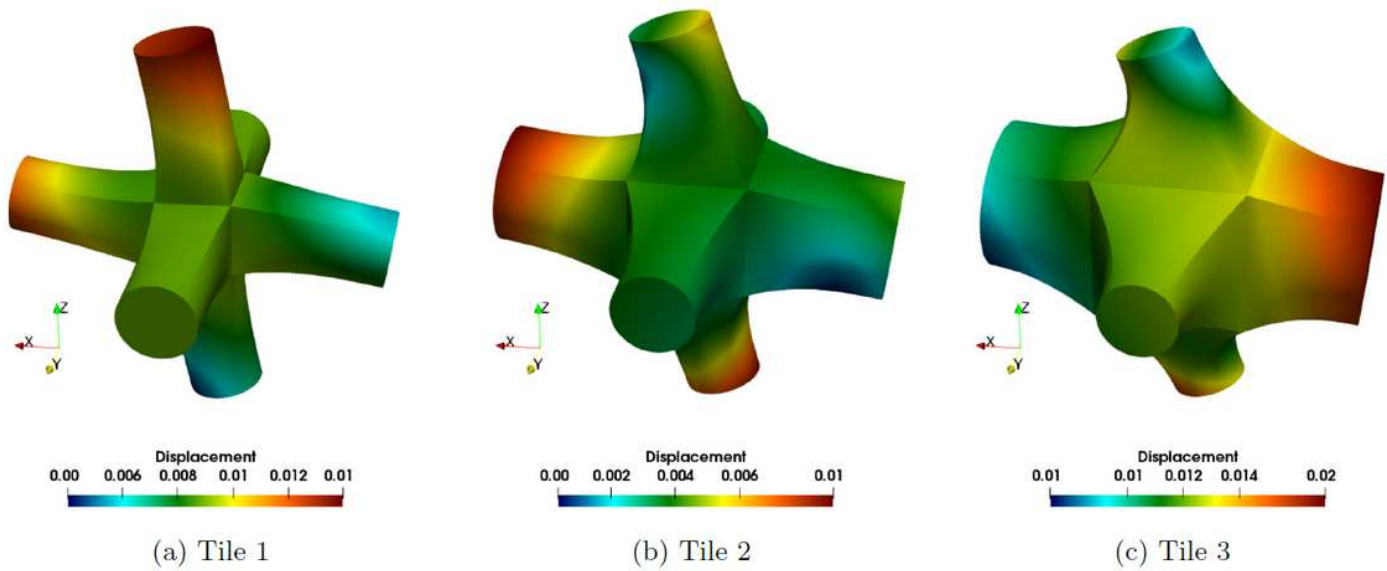 Z
X
Y
Z
X
Y
Z
X
Y
Displacement
0.00 0.006 0.008 0.01 0.012 0.01
Displacement
0.00 0.002 0.004 0.006 0.01
Displacement
0.01 0.01 0.012 0.014 0.02
(a) Tile 1
(b) Tile 2
(c) Tile 3